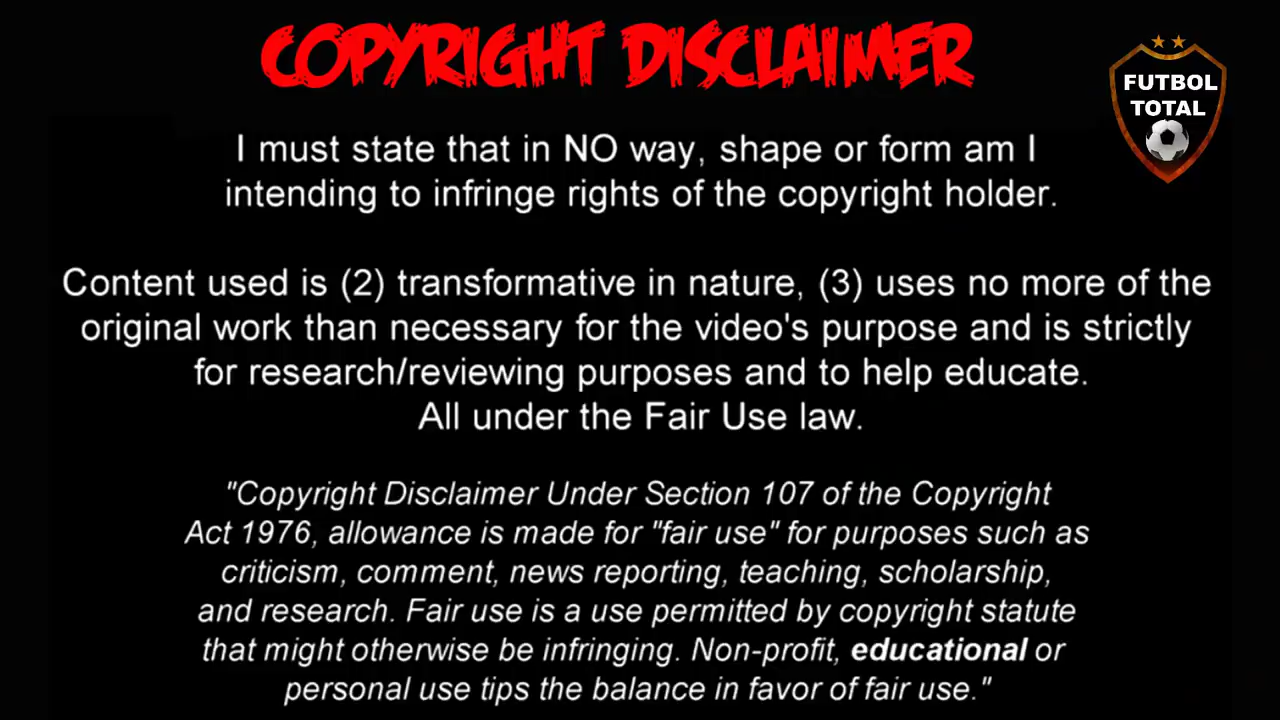 COPYRIGHT DISCLAIMER
FUTBOL
TOTAL
I must state that in NO way, shape or form am I
intending to infringe rights of the copyright holder.
Content used is (2) transformative in nature, (3) uses no more of the
original work than necessary for the video's purpose and is strictly
for research/reviewing purposes and to help educate.
All under the Fair Use law.
"Copyright Disclaimer Under Section 107 of the Copyright
Act 1976, allowance is made for "fair use" for purposes such as
criticism, comment, news reporting, teaching, scholarship,
and research. Fair use is a use permitted by copyright statute
that might otherwise be infringing. Non-profit, educational or
personal use tips the balance in favor of fair use."